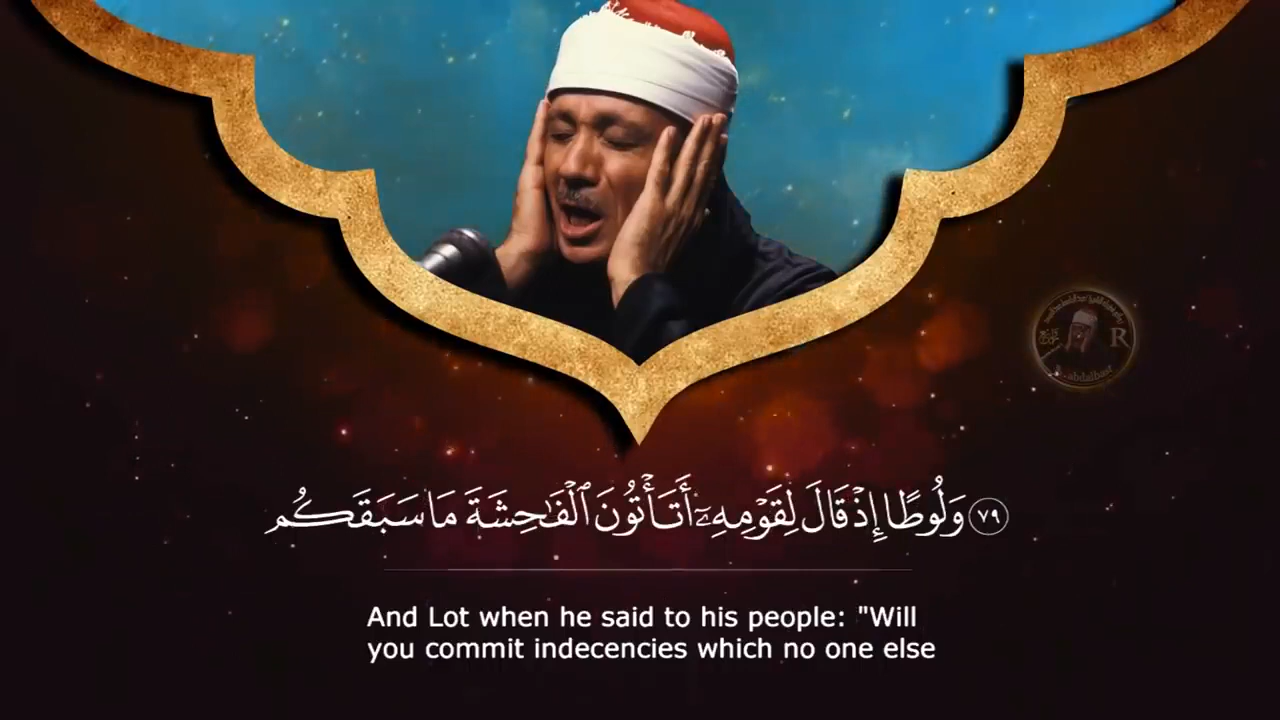 ٧٩ وَلُوطًا إِذْ قَالَ لِقَوْمِهِۦٓ أَتَأْتُونَ ٱلْفَـٰحِشَةَ مَا سَبَقَكُم
And Lot when he said to his people: "Will
you commit indecencies which no one else
R
abdalbast